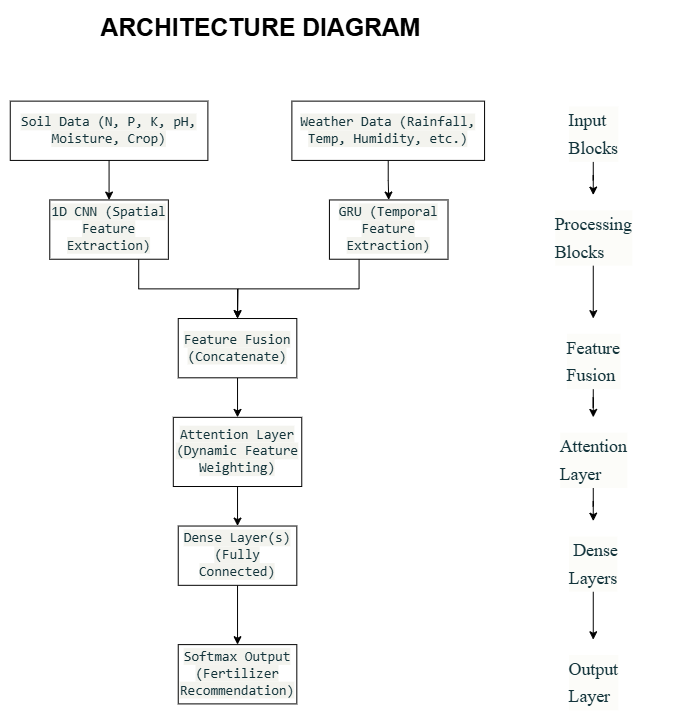 ARCHITECTURE DIAGRAM
Soil Data (N, P, K, pH,
Moisture, Crop)
Weather Data (Rainfall,
Temp, Humidity, etc.)
1D CNN (Spatial
Feature
Extraction)
GRU (Temporal
Feature
Extraction)
Feature Fusion
(Concatenate)
Attention Layer
(Dynamic Feature
Weighting)
Dense Layer(s)
(Fully
Connected)
Softmax Output
(Fertilizer
Recommendation)
Input
Blocks
Processing
Blocks
Feature
Fusion
Attention
Layer
Dense
Layers
Output
Layer